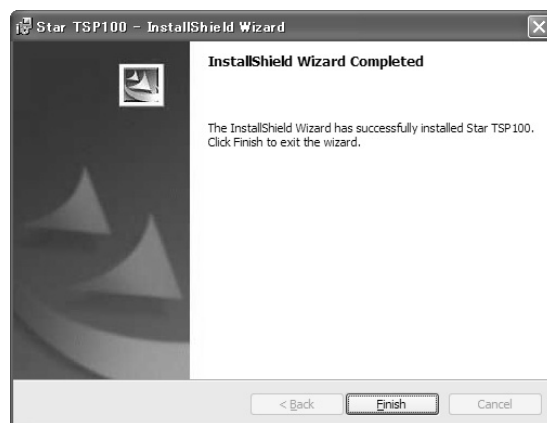 Star TSP100 - InstallShield Wizard
InstallShield Wizard Completed
The InstallShield Wizard has successfully installed Star TSP100.
Click Finish to exit the wizard.
< Back
Finish
Cancel